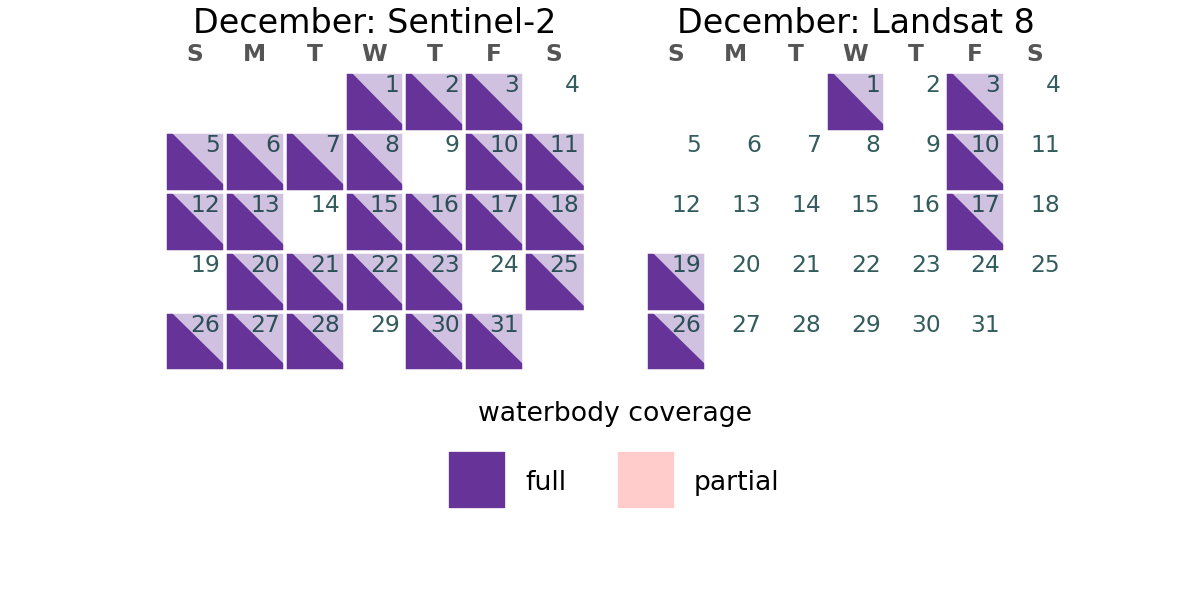 December: Sentinel-2
S M T W T F S
1 2 3 4
5 6 7 8 9 10 11
12 13 14 15 16 17 18
19 20 21 22 23 24 25
26 27 28 29 30 31
December: Landsat 8
S M T W T F S
1 2 3 4
5 6 7 8 9 10 11
12 13 14 15 16 17 18
19 20 21 22 23 24 25
26 27 28 29 30 31
waterbody coverage
full partial